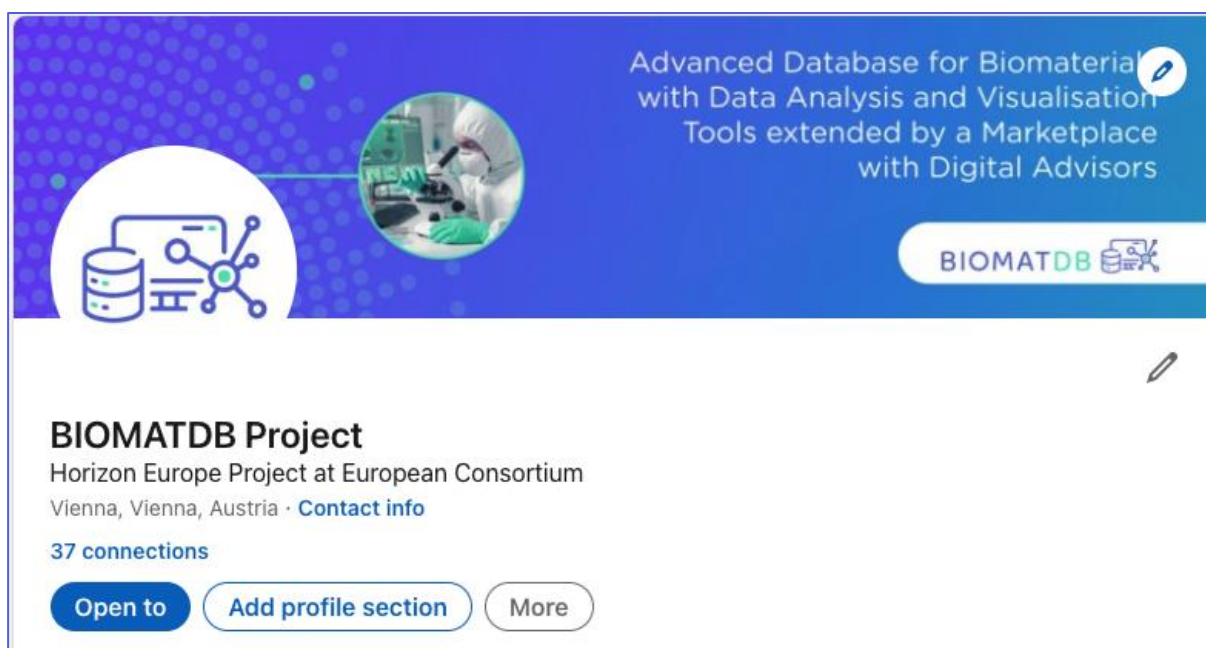 Advanced Database for Biomaterial
with Data Analysis and Visualisation
Tools extended by a Marketplace
with Digital Advisors
BIOMATDB
BIOMATDB Project
Horizon Europe Project at European Consortium
Vienna, Vienna, Austria · Contact info
37 connections
Open to
Add profile section
More